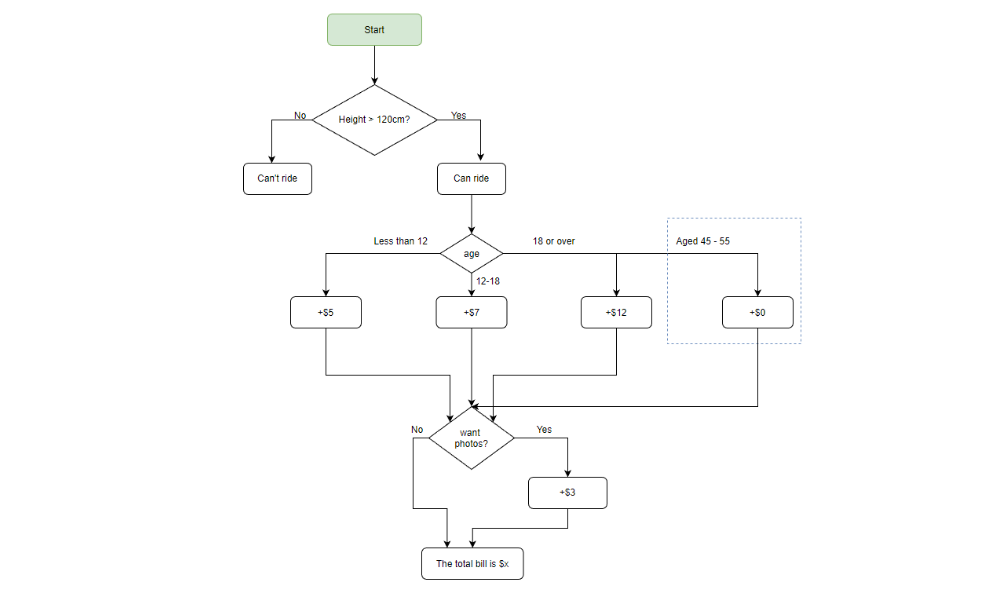 Start
No
Height > 120cm?
Yes
Can't ride
Can ride
Less than 12
age
18 or over
Aged 45 - 55
12-18
+$5
+$7
+$12
+$0
No
want
photos?
Yes
+$3
The total bill is $x